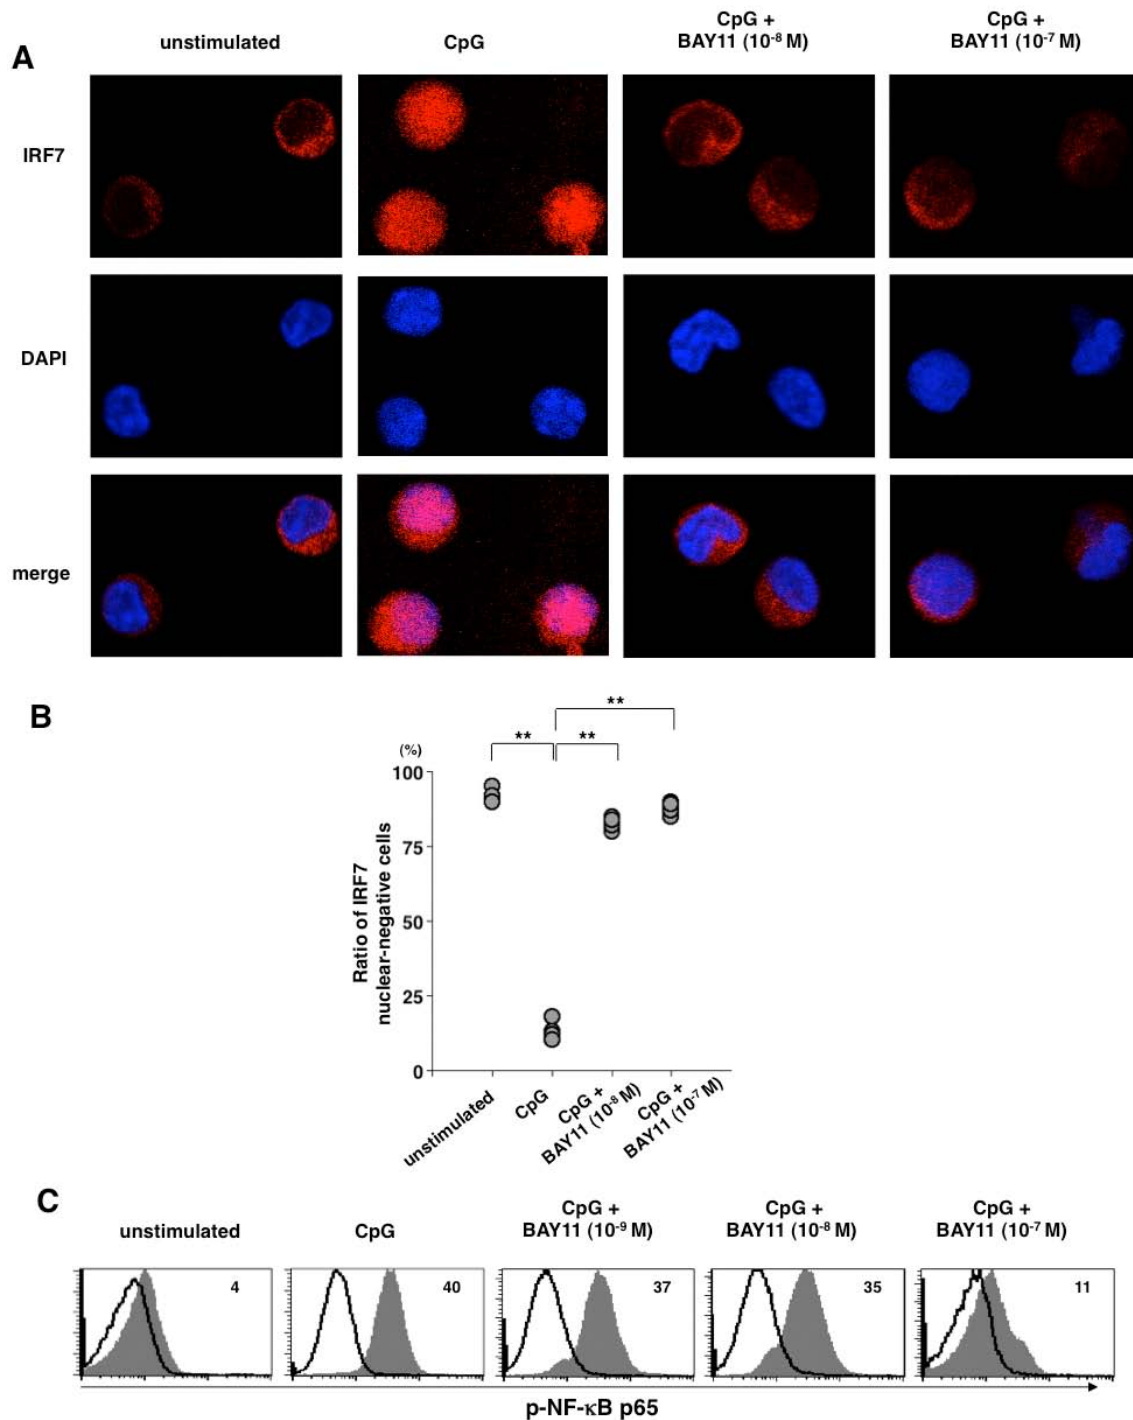 A
unstimulated
CpG
CpG +
BAY11 (10⁻⁸ M)
CpG +
BAY11 (10⁻⁷ M)
IRF7
DAPI
merge
B
**
** **
(%)
100
75
50
25
0
Ratio of IRF7
nuclear-negative cells
unstimulated
CpG
CpG +
BAY11 (10⁻⁸ M)
CpG +
BAY11 (10⁻⁷ M)
C
unstimulated
CpG
CpG +
BAY11 (10⁻⁹ M)
CpG +
BAY11 (10⁻⁸ M)
CpG +
BAY11 (10⁻⁷ M)
4
40
37
35
11
p-NF-κB p65